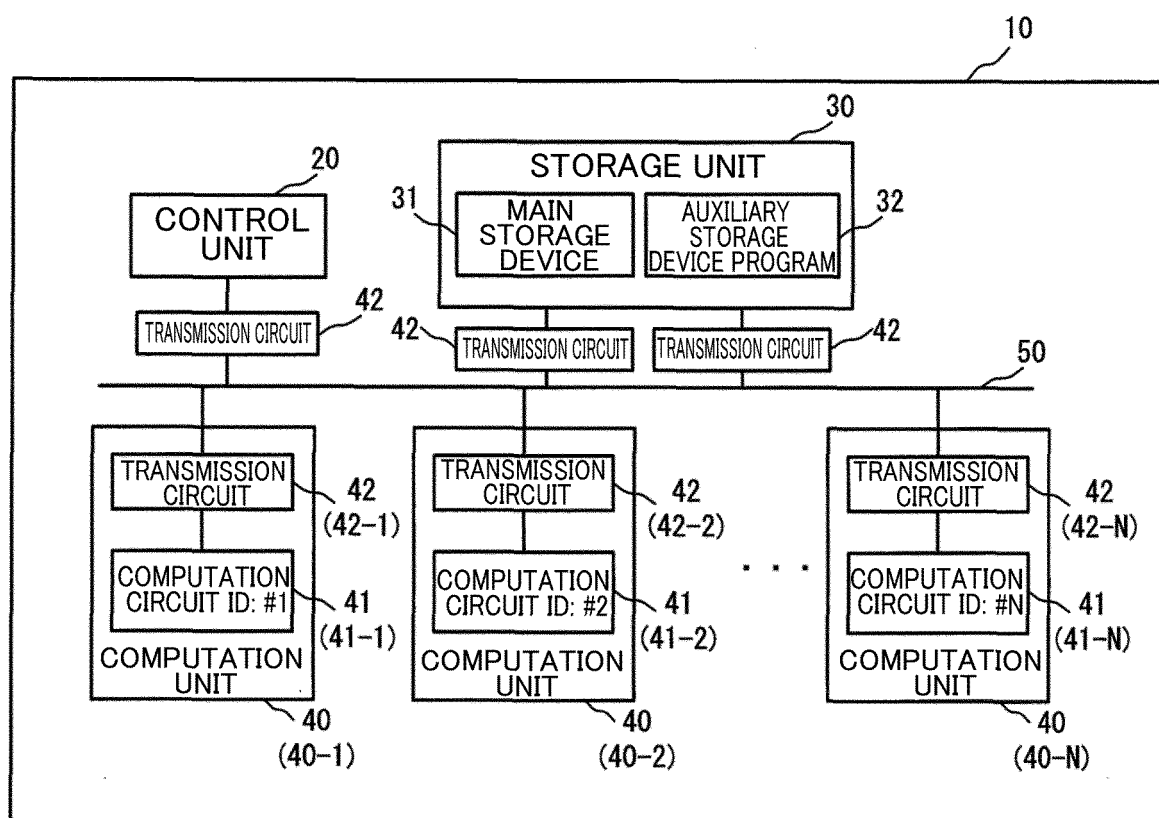 10
30
STORAGE UNIT
20
CONTROL
UNIT
31
MAIN
STORAGE
DEVICE
AUXILIARY
STORAGE
DEVICE PROGRAM
32
42
TRANSMISSION CIRCUIT
42
TRANSMISSION CIRCUIT
TRANSMISSION CIRCUIT
42
50
TRANSMISSION
CIRCUIT
42
(42-1)
COMPUTATION
CIRCUIT ID: #1
41
(41-1)
COMPUTATION
UNIT
40
(40-1)
TRANSMISSION
CIRCUIT
42
(42-2)
COMPUTATION
CIRCUIT ID: #2
41
(41-2)
COMPUTATION
UNIT
40
(40-2)
. . .
TRANSMISSION
CIRCUIT
42
(42-N)
COMPUTATION
CIRCUIT ID: #N
41
(41-N)
COMPUTATION
UNIT
40
(40-N)